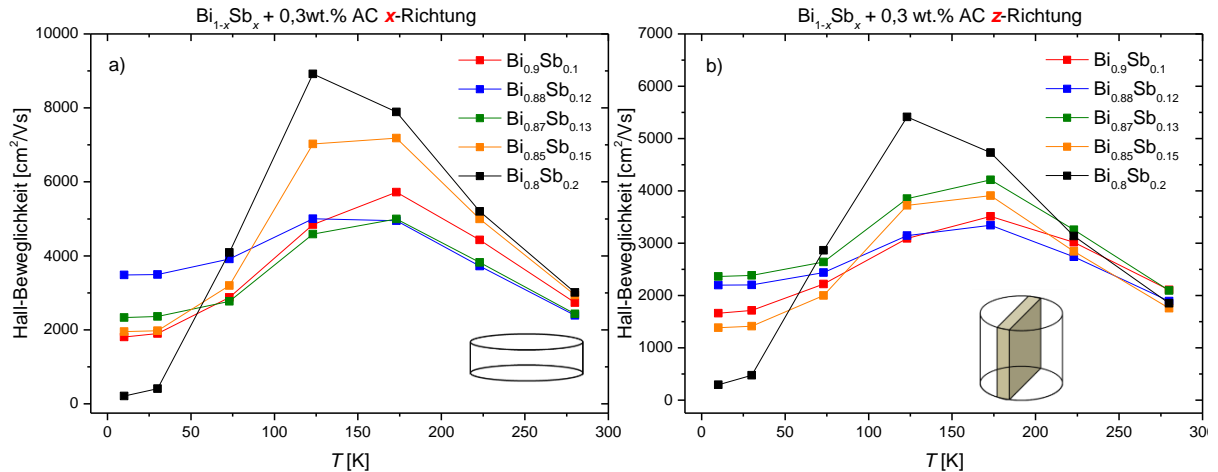 Bi1-xSbx + 0,3wt.% AC x-Richtung
a)
Bi0.9Sb0.1
Bi0.88Sb0.12
Bi0.87Sb0.13
Bi0.85Sb0.15
Bi0.8Sb0.2
Hall-Beweglichkeit [cm²/Vs]
10000
8000
6000
4000
2000
0
0 50 100 150 200 250 300
T [K]
Bi1-xSbx + 0,3 wt.% AC z-Richtung
b)
Bi0.9Sb0.1
Bi0.88Sb0.12
Bi0.87Sb0.13
Bi0.85Sb0.15
Bi0.8Sb0.2
Hall-Beweglichkeit [cm²/Vs]
7000
6000
5000
4000
3000
2000
1000
0
0 50 100 150 200 250 300
T [K]